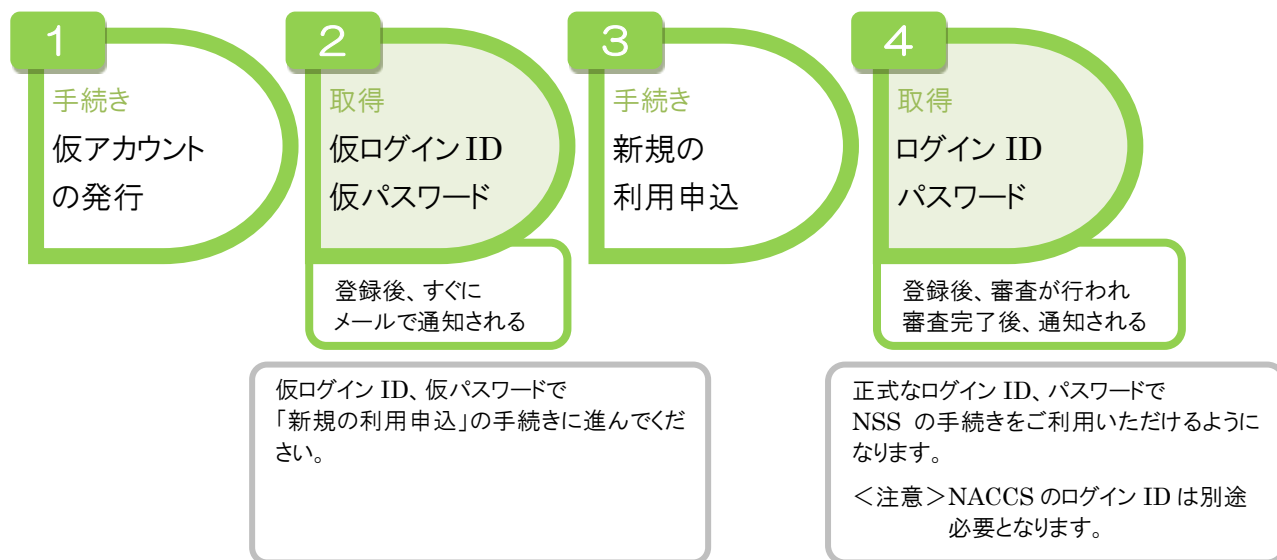 1
手続き
仮アカウント
の発行
2
取得
仮ログイン ID
仮パスワード
登録後、すぐに
メールで通知される
3
手続き
新規の
利用申込
4
取得
ログイン ID
パスワード
登録後、審査が行われ
審査完了後、通知される
仮ログイン ID、仮パスワードで
「新規の利用申込」の手続きに進んでくだ
さい。
正式なログイン ID、パスワードで
NSS の手続きをご利用いただけるように
なります。
＜注意＞NACCS のログイン ID は別途
必要となります。